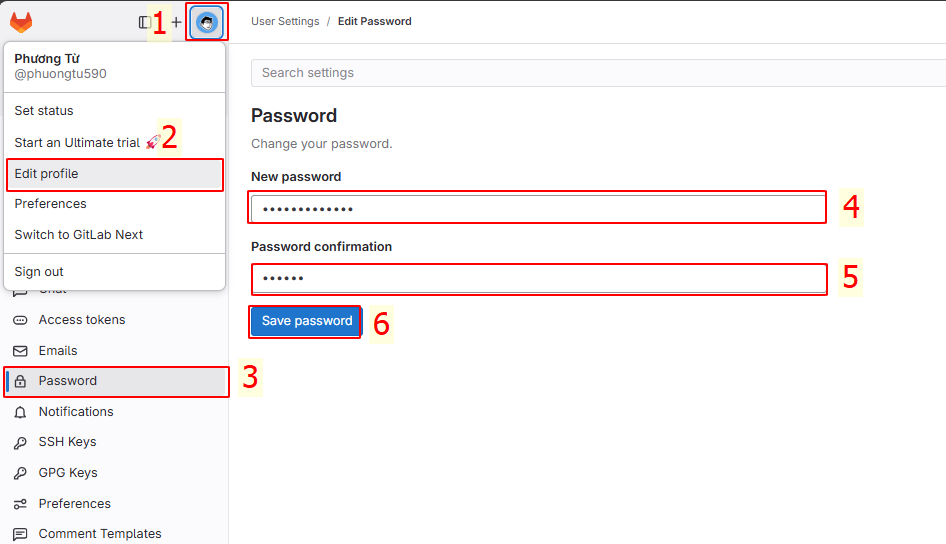 1
User Settings / Edit Password
Phương Từ
@phuongtu590
Set status
Start an Ultimate trial 🚀
2
Edit profile
Preferences
Switch to GitLab Next
Sign out
Access tokens
Emails
Password
3
Notifications
SSH Keys
GPG Keys
Preferences
Comment Templates
Search settings
Password
Change your password.
New password
•••••••••••••
4
Password confirmation
••••••
5
Save password
6